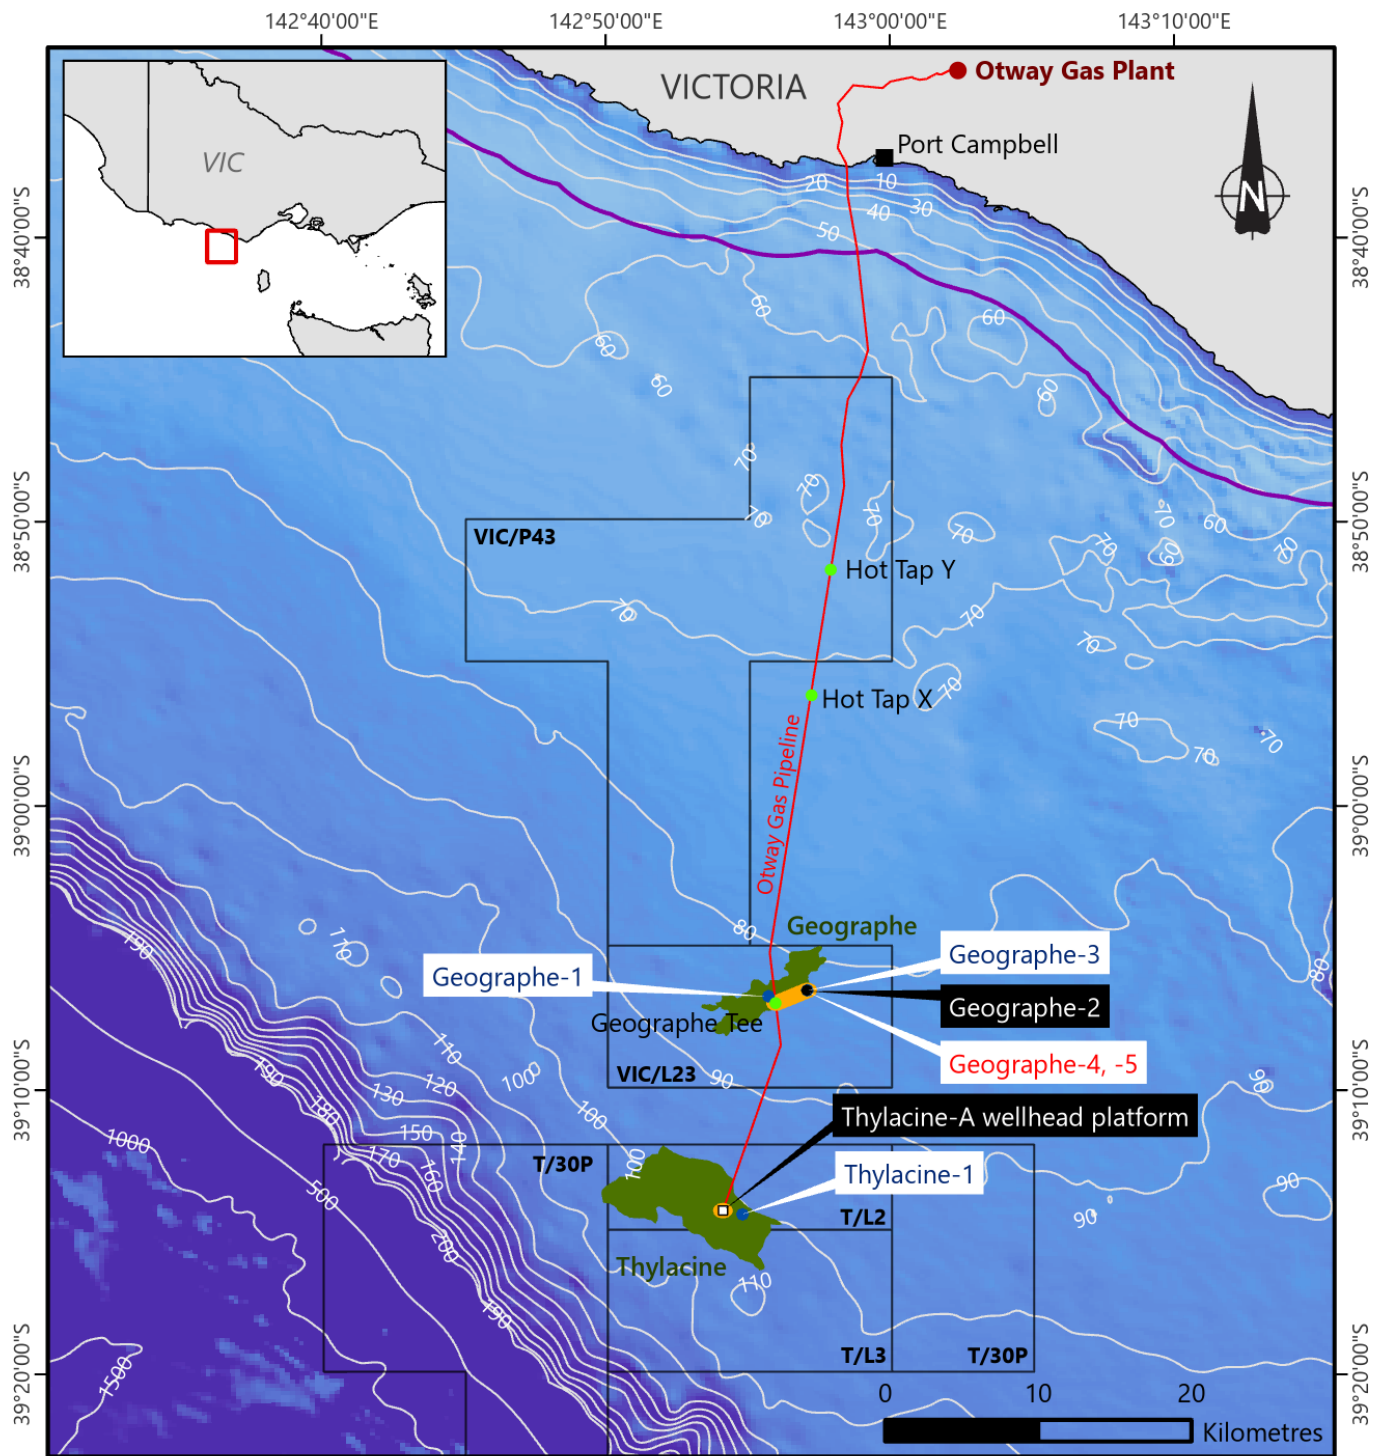 142°40'00"E
142°50'00"E
143°00'00"E
143°10'00"E
VICTORIA
Otway Gas Plant
Port Campbell
VIC
N
38°40'00"S
38°40'00"S
20
10
30
40
50
60
60
60
60
60
70
70
70
70
70
38°50'00"S
38°50'00"S
VIC/P43
70
60
70
60
70
Hot Tap Y
70
70
70
70
Hot Tap X
70
70
70
Otway Gas Pipeline
39°00'00"S
39°00'00"S
80
Geographe
190
110
Geographe-1
Geographe-3
80
Geographe-2
Geographe Tee
Geographe-4, -5
VIC/L23
90
90
110
100
120
130
190
180
100
39°10'00"S
39°10'00"S
Thylacine-A wellhead platform
1000
150
140
170
160
T/30P
100
Thylacine-1
90
90
500
T/L2
200
Thylacine
110
190
T/L3
T/30P
1500
39°20'00"S
39°20'00"S
0
10
20
Kilometres